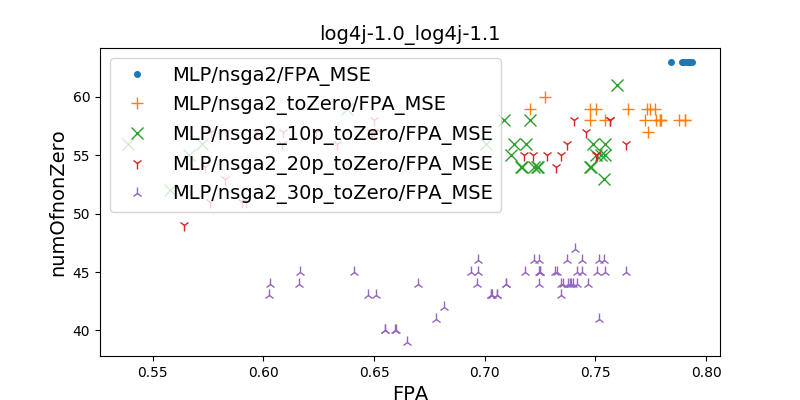 log4j-1.0_log4j-1.1
MLP/nsga2/FPA_MSE
MLP/nsga2_toZero/FPA_MSE
MLP/nsga2_10p_toZero/FPA_MSE
MLP/nsga2_20p_toZero/FPA_MSE
MLP/nsga2_30p_toZero/FPA_MSE
numOfnonZero
60
55
50
45
40
0.55 0.60 0.65 0.70 0.75 0.80
FPA